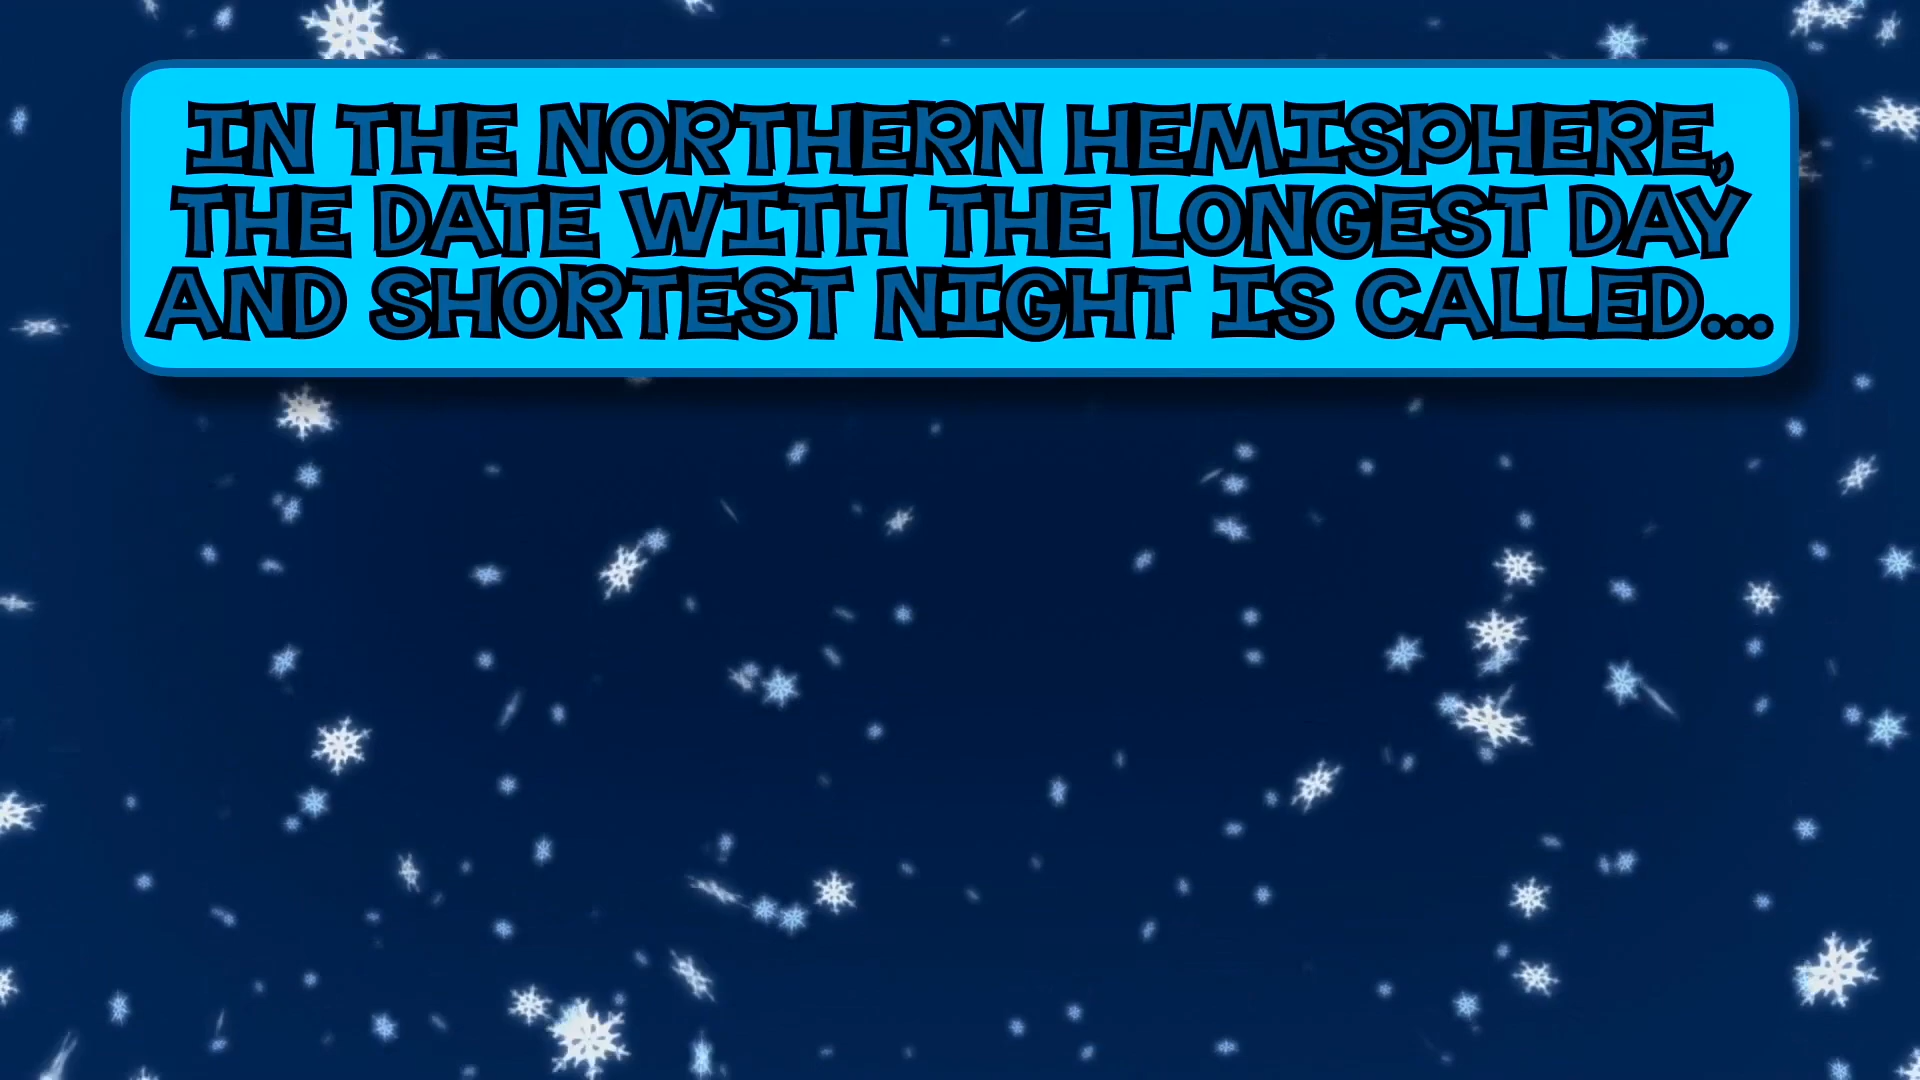 IN THE NORTHERN HEMISPHERE,
THE DATE WITH THE LONGEST DAY
AND SHORTEST NIGHT IS CALLED...